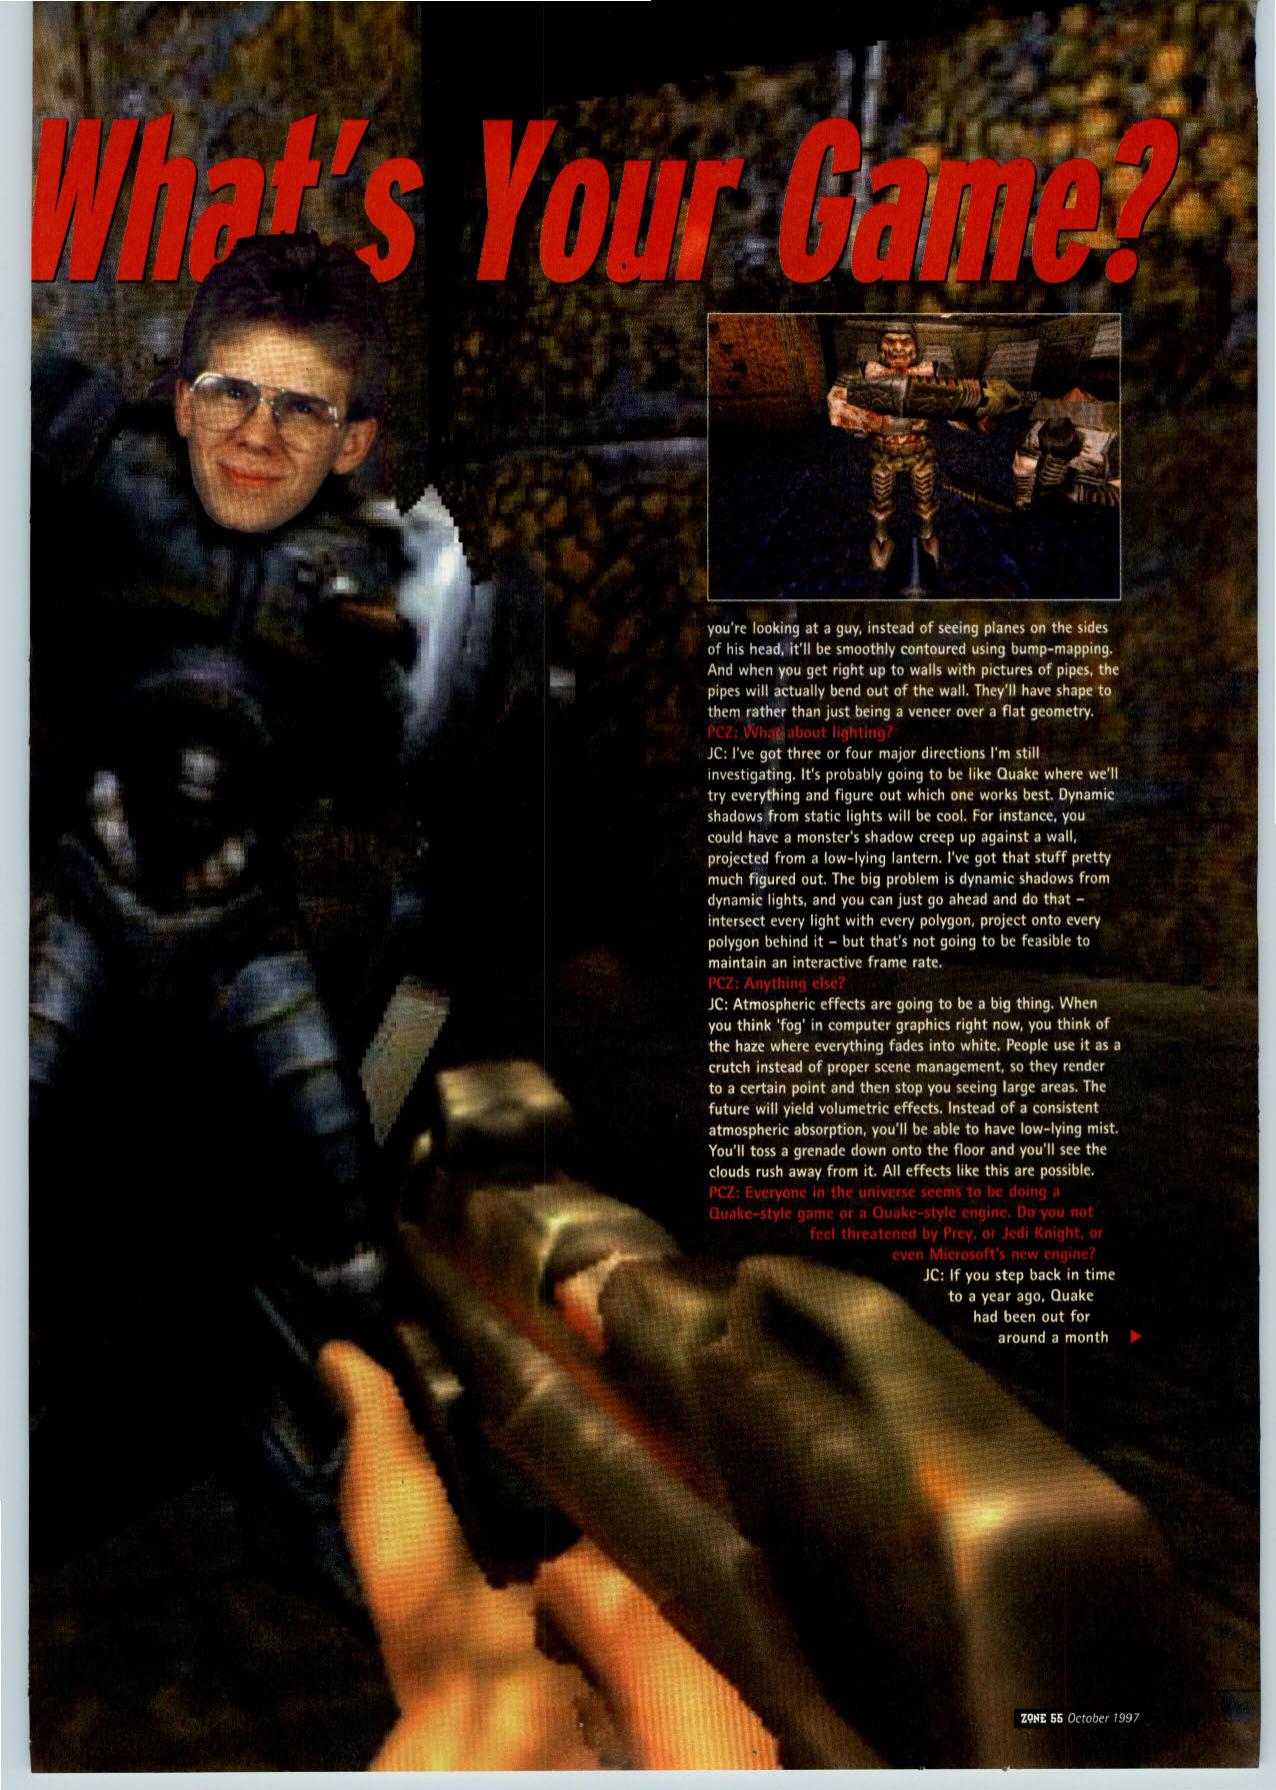 What's Your Game?
you're looking at a guy, instead of seeing planes on the sides
of his head, it'll be smoothly contoured using bump-mapping.
And when you get right up to walls with pictures of pipes, the
pipes will actually bend out of the wall. They'll have shape to
them rather than just being a veneer over a flat geometry.
PCZ: What about lighting?
JC: I've got three or four major directions I'm still
investigating. It's probably going to be like Quake where we'll
try everything and figure out which one works best. Dynamic
shadows from static lights will be cool. For instance, you
could have a monster's shadow creep up against a wall,
projected from a low-lying lantern. I've got that stuff pretty
much figured out. The big problem is dynamic shadows from
dynamic lights, and you can just go ahead and do that –
intersect every light with every polygon, project onto every
polygon behind it – but that's not going to be feasible to
maintain an interactive frame rate.
PCZ: Anything else?
JC: Atmospheric effects are going to be a big thing. When
you think 'fog' in computer graphics right now, you think of
the haze where everything fades into white. People use it as a
crutch instead of proper scene management, so they render
to a certain point and then stop you seeing large areas. The
future will yield volumetric effects. Instead of a consistent
atmospheric absorption, you'll be able to have low-lying mist.
You'll toss a grenade down onto the floor and you'll see the
clouds rush away from it. All effects like this are possible.
PCZ: Everyone in the universe seems to be doing a
Quake-style game or a Quake-style engine. Do you not
feel threatened by Prey, or Jedi Knight, or
even Microsoft's new engine?
JC: If you step back in time
to a year ago, Quake
had been out for
around a month
ZONE 55 October 1997